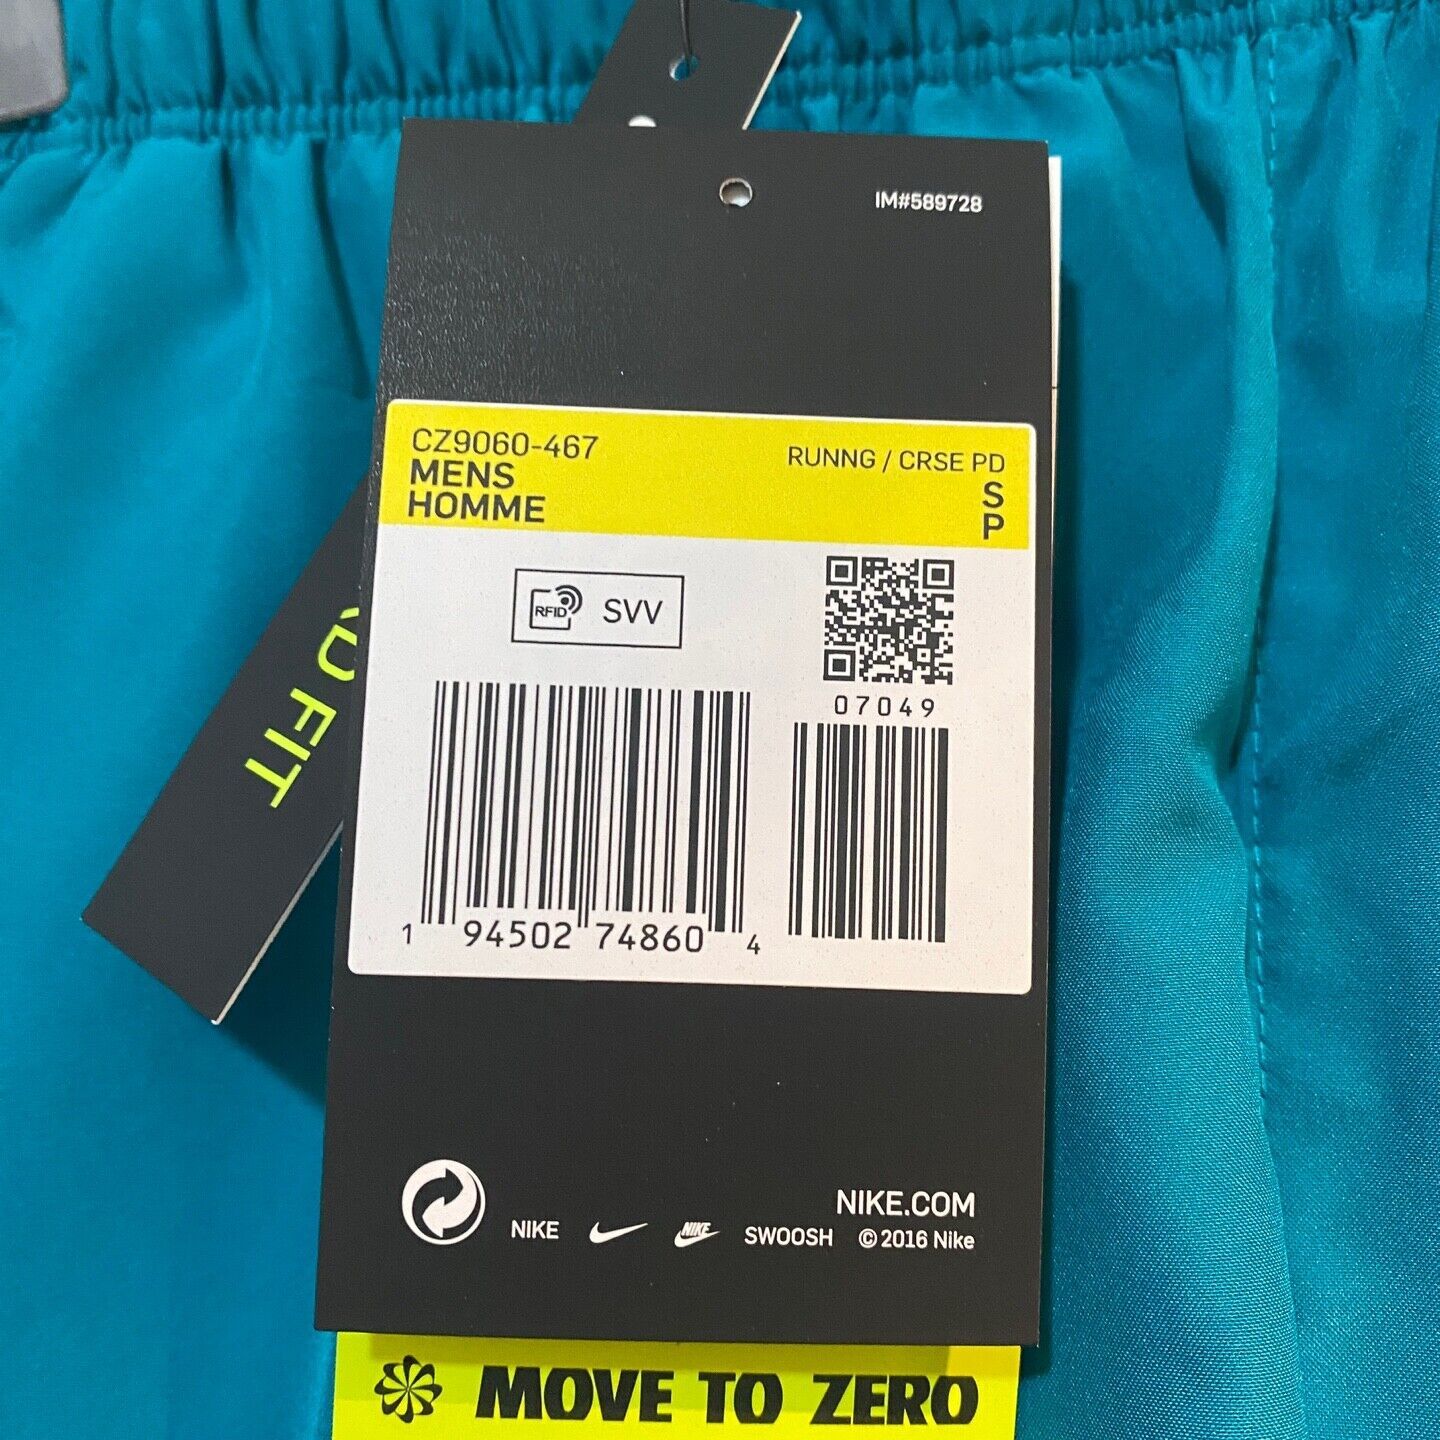 IM#589728
CZ9060-467
RUNNG / CRSE PD
MENS
S
HOMME
P
RFID SVV
07049
1 94502 74860 4
FIT
NIKE.COM
NIKE NIKE SWOOSH © 2016 Nike
MOVE TO ZERO